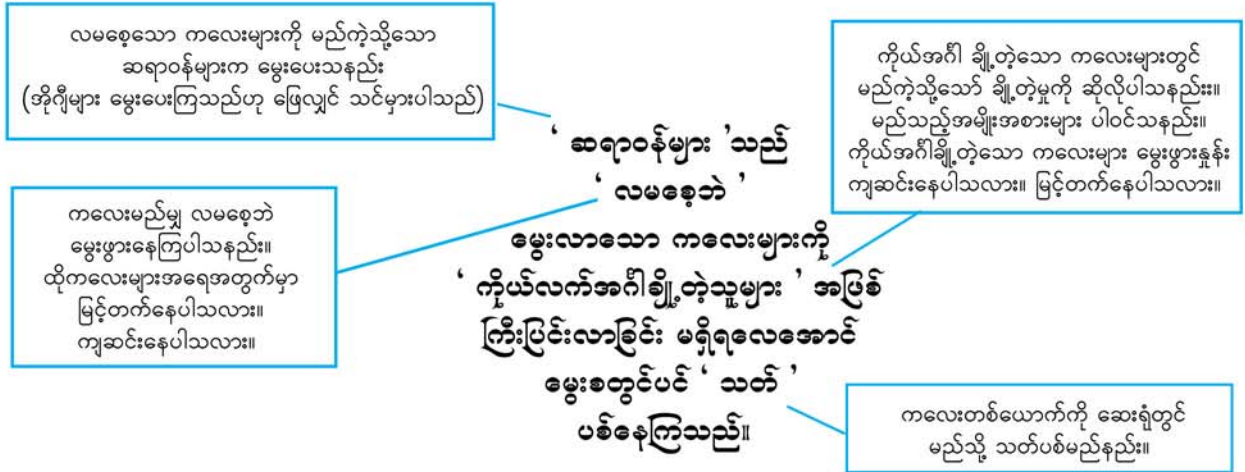 လမစေ့သော ကလေးများကို မည်ကဲ့သို့သော
ဆရာဝန်များက မွေးပေးသနည်း
(အိုဂျီများ မွေးပေးကြသည်ဟု ဖြေလျှင် သင်မှားပါသည်)
ကိုယ်အင်္ဂါ ချို့တဲ့သော ကလေးများတွင်
မည်ကဲ့သို့သော် ချို့တဲ့မှုကို ဆိုလိုပါသနည်းး။
မည်သည့်အမျိုးအစားများ ပါဝင်သနည်း။
ကိုယ်အင်္ဂါချို့တဲ့သော ကလေးများ မွေးဖွားနှုန်း
ကျဆင်းနေပါသလား။ မြင့်တက်နေပါသလား။
‘ ဆရာဝန်များ ’သည်
‘ လမစေ့ဘဲ ’
မွေးလာသော ကလေးများကို
‘ ကိုယ်လက်အင်္ဂါချို့တဲ့သူများ ’ အဖြစ်
ကြီးပြင်းလာခြင်း မရှိရလေအောင်
မွေးစတွင်ပင် ‘ သတ် ’
ပစ်နေကြသည်။
ကလေးမည်မျှ လမစေ့ဘဲ
မွေးဖွားနေကြပါသနည်း။
ထိုကလေးများအရေအတွက်မှာ
မြင့်တက်နေပါသလား။
ကျဆင်းနေပါသလား။
ကလေးတစ်ယောက်ကို ဆေးရုံတွင်
မည်သို့ သတ်ပစ်မည်နည်း။